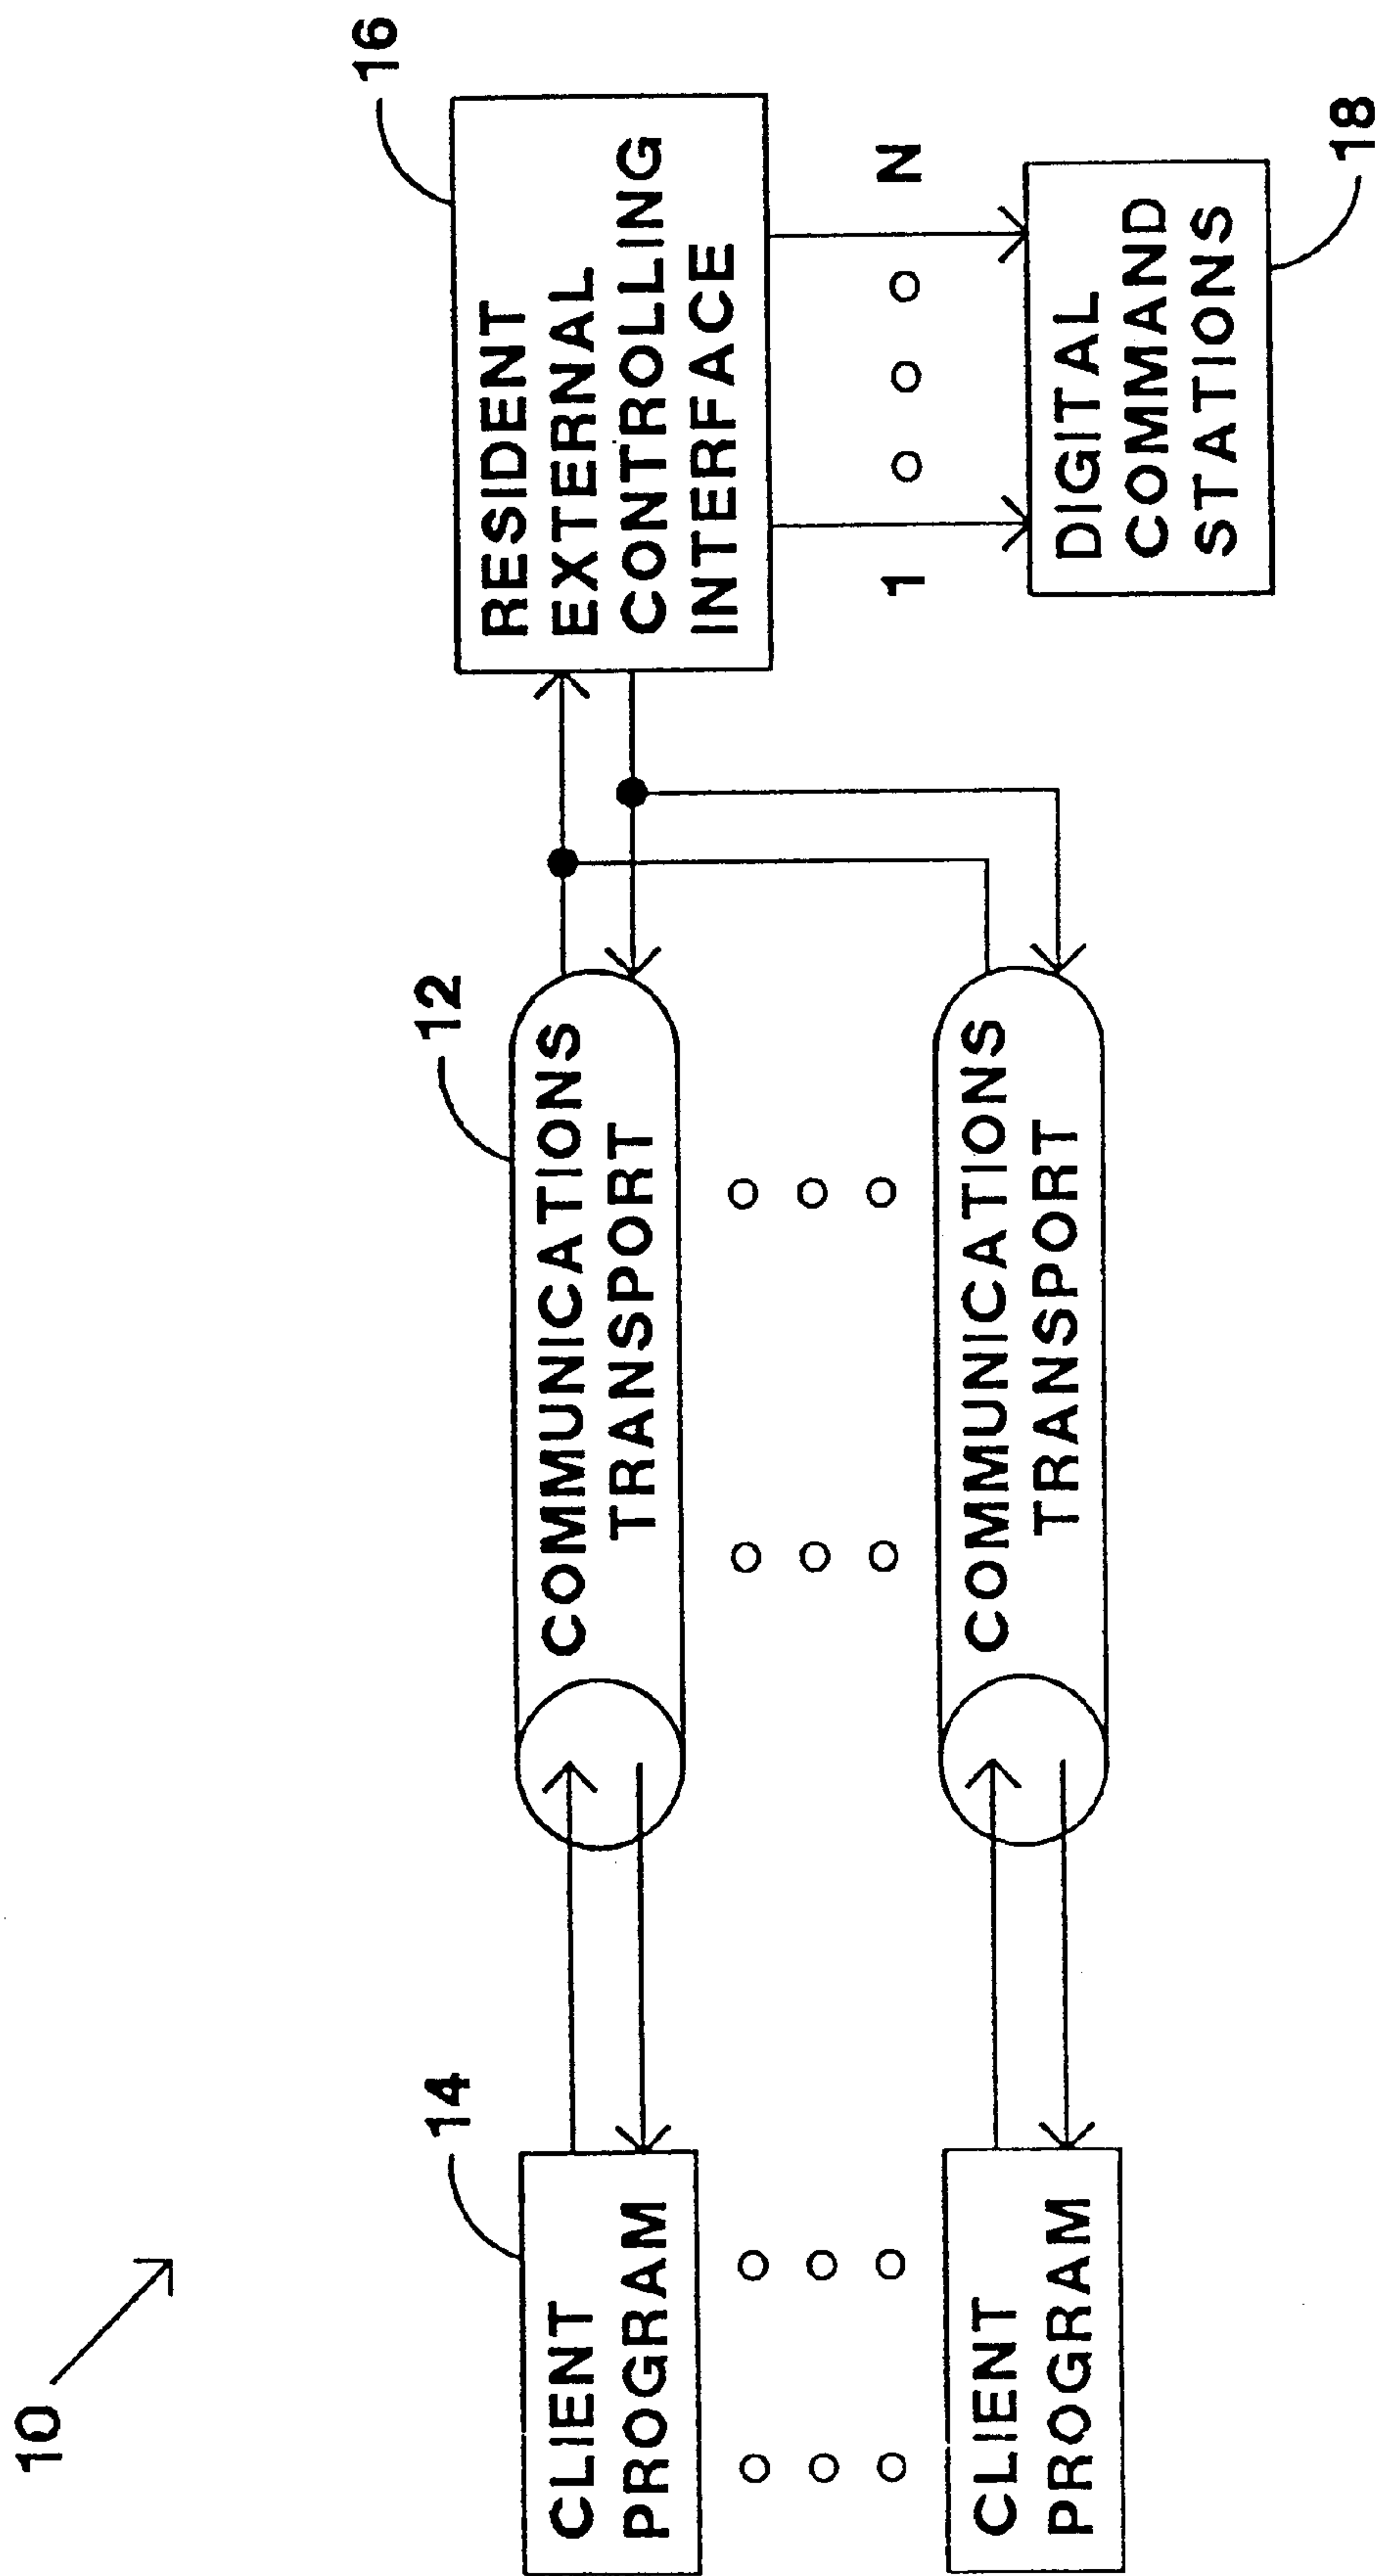 10
14
CLIENT
PROGRAM
12
COMMUNICATIONS
TRANSPORT
16
RESIDENT
EXTERNAL
CONTROLLING
INTERFACE
1
N
CLIENT
PROGRAM
COMMUNICATIONS
TRANSPORT
DIGITAL
COMMAND
STATIONS
18